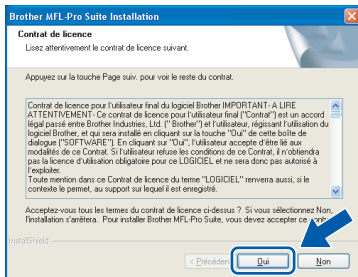 Brother MFL-Pro Suite Installation
Contrat de licence
Lisez attentivement le contrat de licence suivant.
Appuyez sur la touche Page suiv. pour voir le reste du contrat.
Contrat de licence pour l'utilisateur final du logiciel Brother IMPORTANT- A LIRE
ATTENTIVEMENT- Ce contrat de licence pour l'utilisateur final ("Contrat") est un accord
légal passé entre Brother Industries, Ltd. ("Brother") et l'utilisateur, régissant l'utilisation du
logiciel Brother, et qui sera installé en cliquant sur la touche "Oui" de cette boîte de
dialogue ("SOFTWARE"). En cliquant sur "Oui", l'utilisateur accepte d'être lié aux
modalités de ce Contrat. Si l'utilisateur refuse les conditions de ce Contrat, il n'obtiendra
pas la licence d'utilisation obligatoire pour ce LOGICIEL et ne sera donc pas autorisé à
l'exploiter.
Toute mention dans ce Contrat de licence du terme "LOGICIEL" renverra aussi, si le
contexte le permet, au support sur lequel il est enregistré.
Acceptez-vous tous les termes du contrat de licence ci-dessus ? Si vous sélectionnez Non,
l'installation s'arrêtera. Pour installer Brother MFL-Pro Suite, vous devez accepter ce
InstallShield
< Précéden
Oui
Non